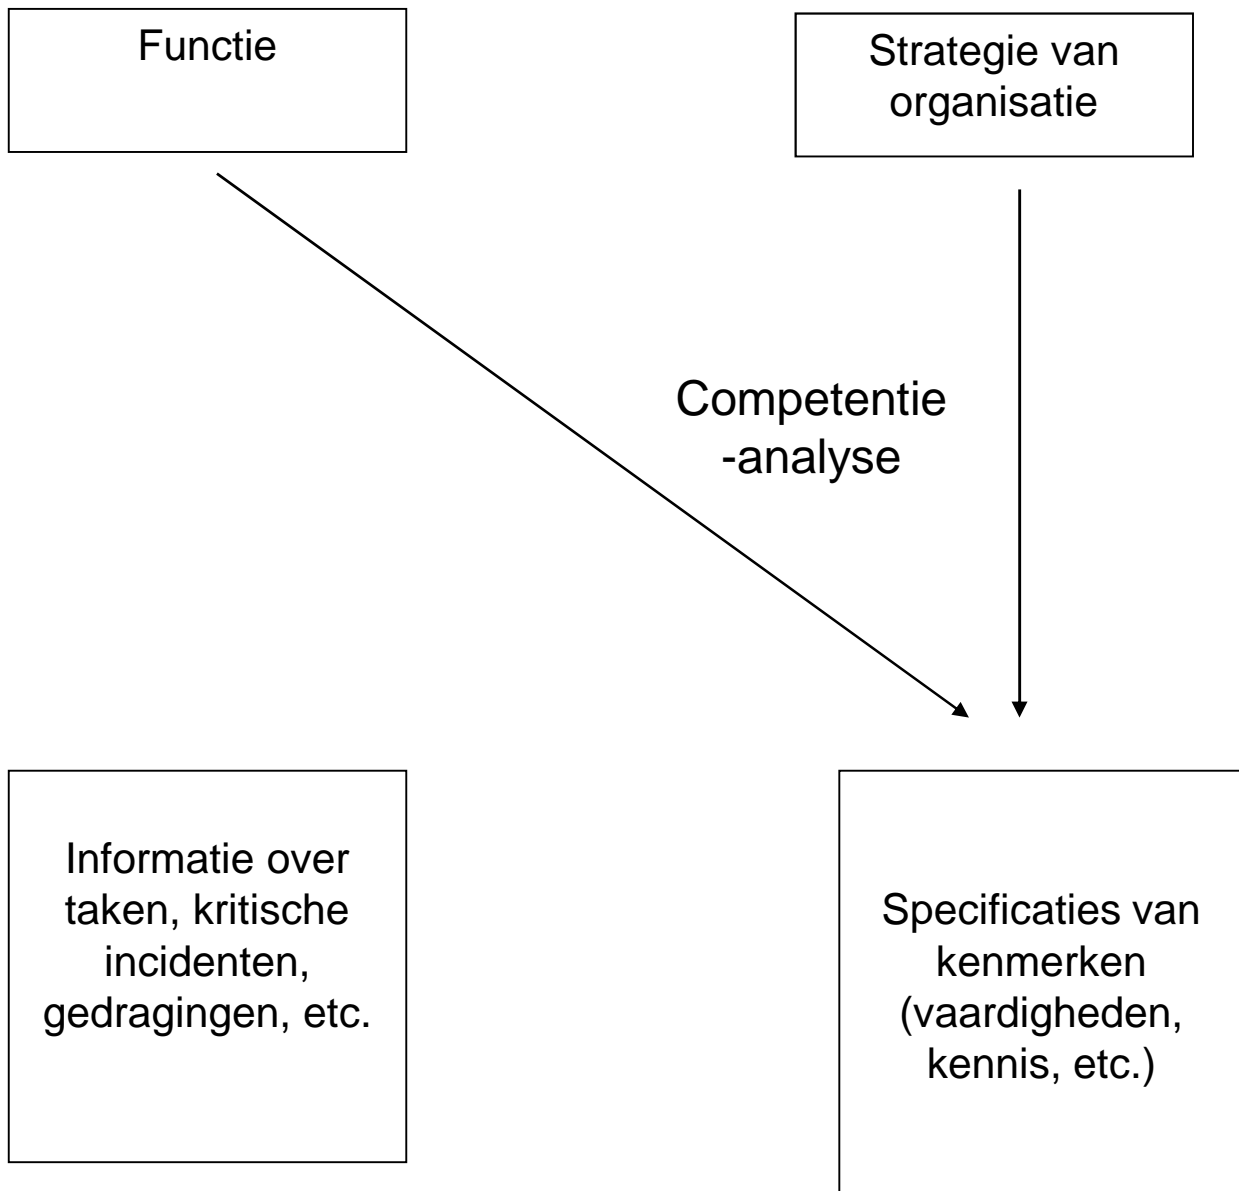 Functie
Strategie van
organisatie
Competentie
-analyse
Informatie over
taken, kritische
incidenten,
gedragingen, etc.
Specificaties van
kenmerken
(vaardigheden,
kennis, etc.)